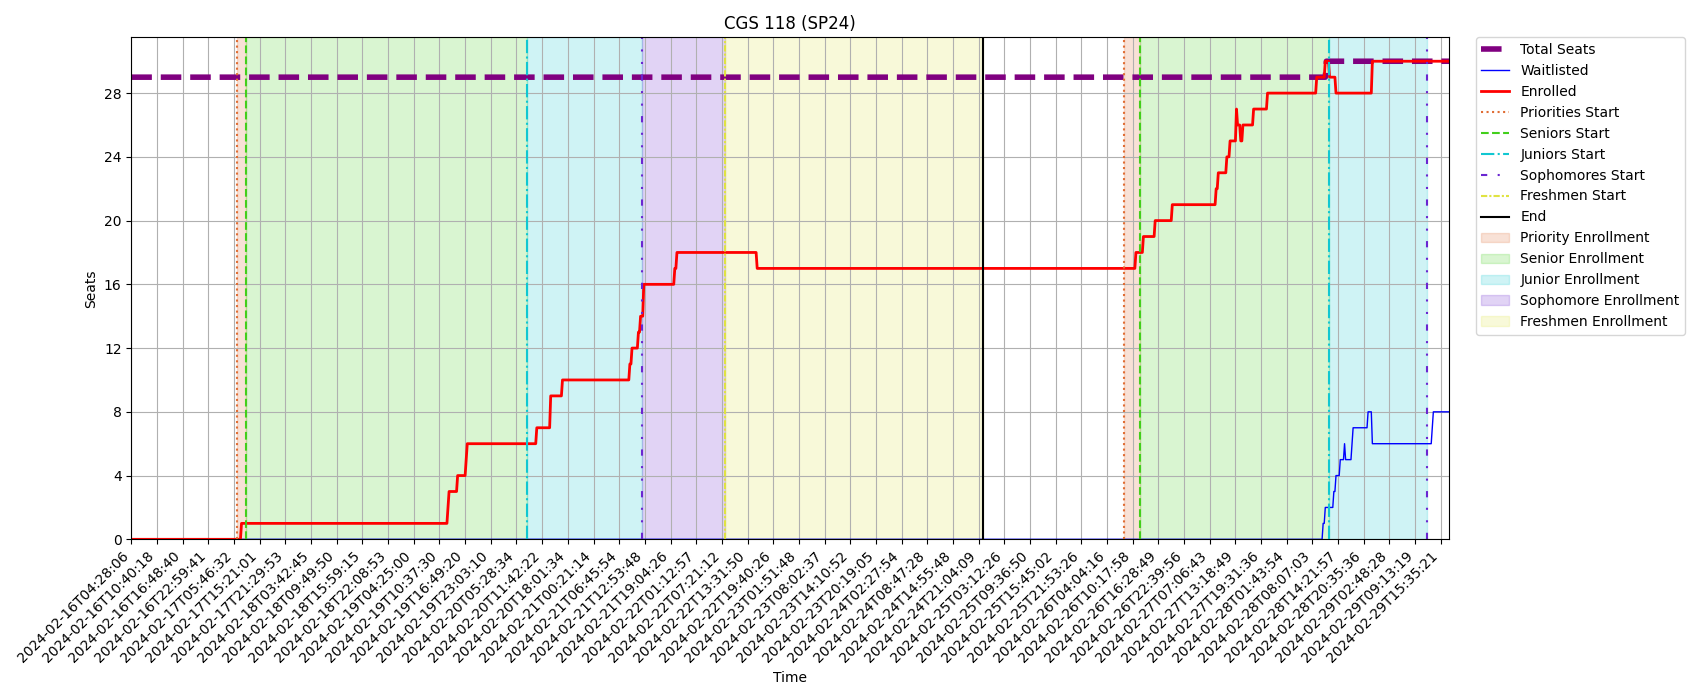 CGS 118 (SP24)
Seats
28
24
20
16
12
8
4
0
2024-02-16T04:28:06
2024-02-16T10:40:18
2024-02-16T16:48:40
2024-02-16T22:59:41
2024-02-17T05:46:32
2024-02-17T15:21:01
2024-02-17T21:29:53
2024-02-18T03:42:45
2024-02-18T09:49:50
2024-02-18T15:59:15
2024-02-18T22:08:53
2024-02-19T04:25:00
2024-02-19T10:37:30
2024-02-19T16:49:20
2024-02-19T23:03:10
2024-02-20T05:28:34
2024-02-20T11:42:22
2024-02-20T18:01:34
2024-02-21T00:21:14
2024-02-21T06:45:54
2024-02-21T12:53:48
2024-02-21T19:04:26
2024-02-22T01:12:57
2024-02-22T07:21:12
2024-02-22T13:31:50
2024-02-22T19:40:26
2024-02-23T01:51:48
2024-02-23T08:02:37
2024-02-23T14:10:52
2024-02-23T20:19:05
2024-02-24T02:27:54
2024-02-24T08:47:28
2024-02-24T14:55:48
2024-02-24T21:04:09
2024-02-25T03:12:26
2024-02-25T09:36:50
2024-02-25T15:45:02
2024-02-25T21:53:26
2024-02-26T04:04:16
2024-02-26T10:17:58
2024-02-26T16:28:49
2024-02-26T22:39:56
2024-02-27T07:06:43
2024-02-27T13:18:49
2024-02-27T19:31:36
2024-02-28T01:43:54
2024-02-28T08:07:03
2024-02-28T14:21:57
2024-02-28T20:35:36
2024-02-29T02:48:28
2024-02-29T09:13:19
2024-02-29T15:35:21
Time
Total Seats
Waitlisted
Enrolled
Priorities Start
Seniors Start
Juniors Start
Sophomores Start
Freshmen Start
End
Priority Enrollment
Senior Enrollment
Junior Enrollment
Sophomore Enrollment
Freshmen Enrollment